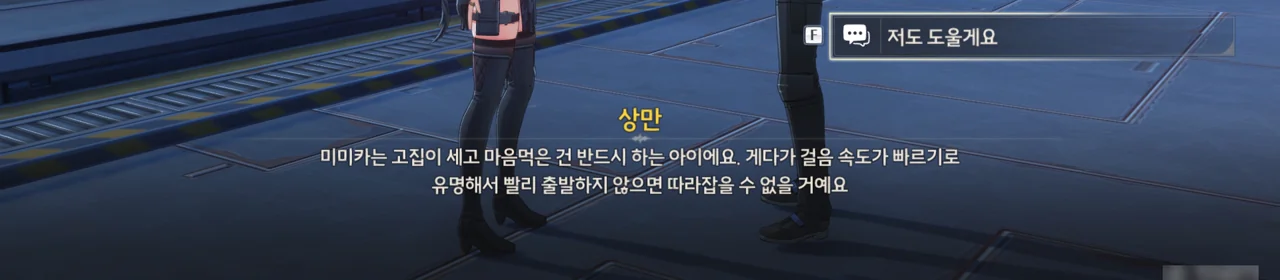 F 저도 도울게요
상만
미미카는 고집이 세고 마음먹은 건 반드시 하는 아이에요. 게다가 걸음 속도가 빠르기로
유명해서 빨리 출발하지 않으면 따라잡을 수 없을 거예요